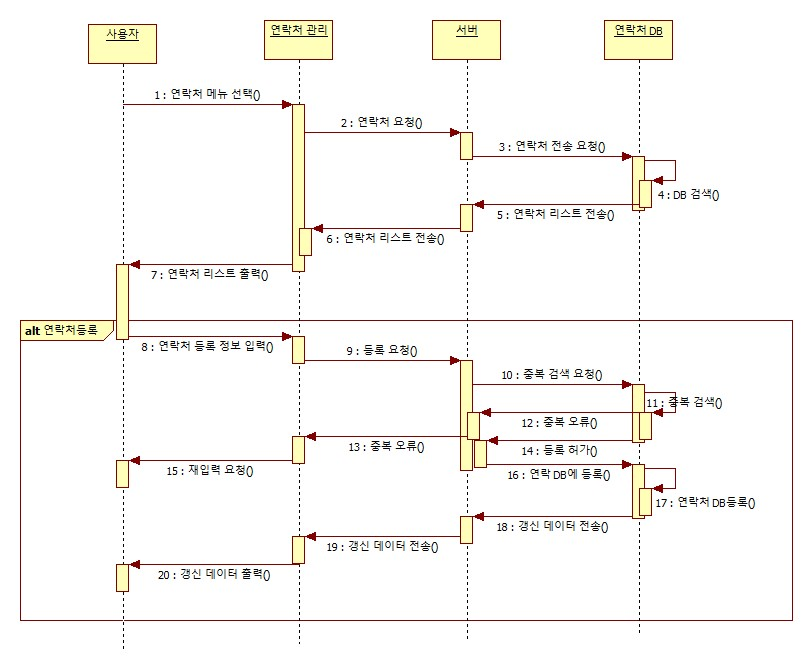 사용자
연락처 관리
서버
연락처 DB
1 : 연락처 메뉴 선택()
2 : 연락처 요청()
3 : 연락처 전송 요청()
4 : DB 검색()
5 : 연락처 리스트 전송()
6 : 연락처 리스트 전송()
7 : 연락처 리스트 출력()
alt 연락처등록
8 : 연락처 등록 정보 입력()
9 : 등록 요청()
10 : 중복 검색 요청()
11 : 중복 검색()
12 : 중복 오류()
13 : 중복 오류()
14 : 등록 허가()
15 : 재입력 요청()
16 : 연락DB에 등록()
17 : 연락처DB등록()
18 : 갱신 데이터 전송()
19 : 갱신 데이터 전송()
20 : 갱신 데이터 출력()